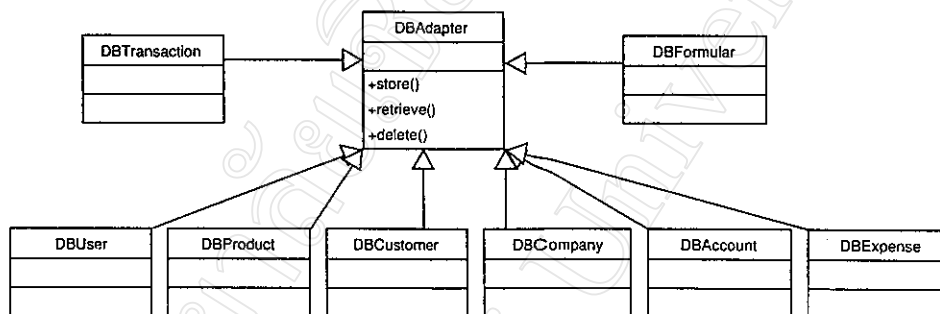 DBAdapter
DBTransaction
DBFormular
+store()
+retrieve()
+delete()
DBUser
DBProduct
DBCustomer
DBCompany
DBAccount
DBExpense